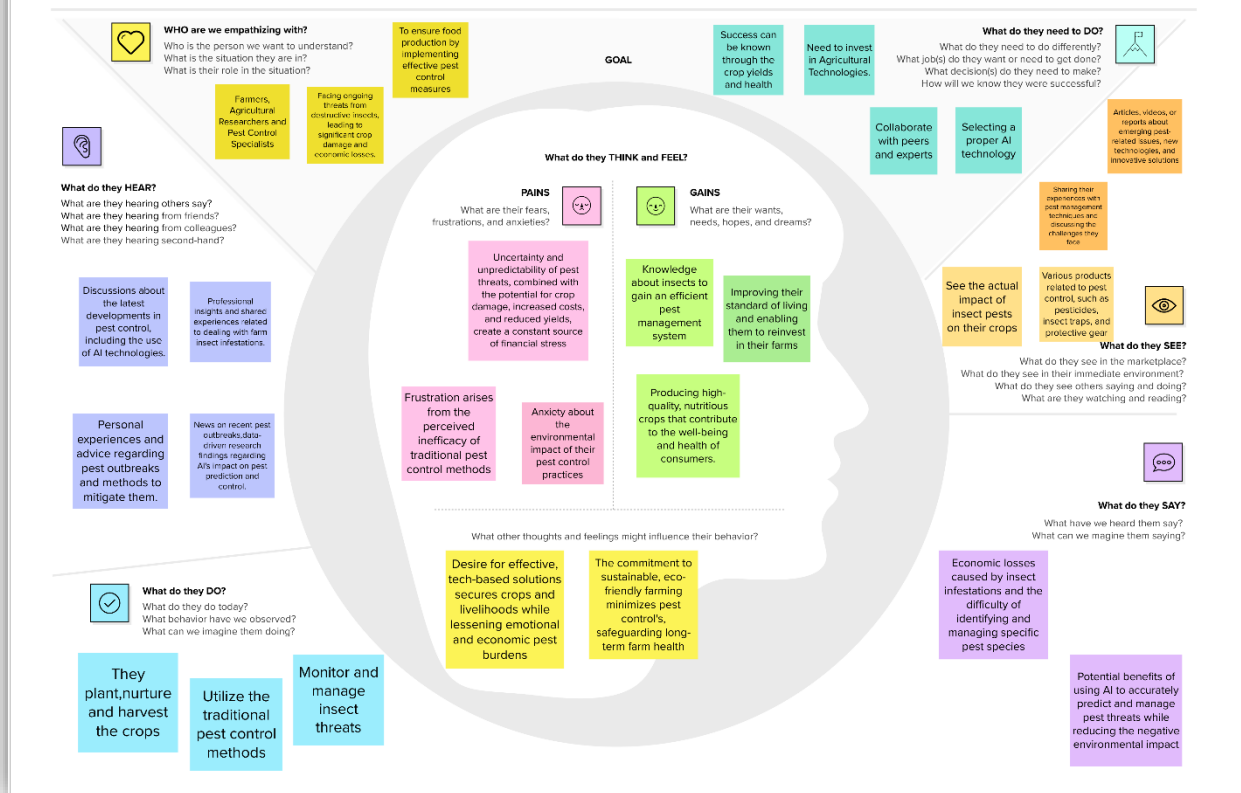 WHO are we empathizing with?
Who is the person we want to understand?
What is the situation they are in?
What is their role in the situation?
To ensure food
production by
implementing
effective pest
control
measures
Farmers,
Agricultural
Researchers and
Pest Control
Specialists
Facing ongoing
threats from
destructive insects,
leading to
significant crop
damage and
economic losses.
GOAL
Success can
be known
through the
crop yields
and health
Need to invest
in Agricultural
Technologies.
What do they need to DO?
What do they need to do differently?
What job(s) do they want or need to get done?
What decision(s) do they need to make?
How will we know they were successful?
Collaborate
with peers
and experts
Selecting a
proper AI
technology
Articles, videos, or
reports about
emerging pest-
related issues, new
technologies, and
innovative solutions
Sharing their
experiences with
pest management
techniques and
discussing the
challenges they
face
See the actual
impact of
insect pests
on their crops
Various products
related to pest
control, such as
pesticides,
insect traps, and
protective gear
What do they SEE?
What do they see in the marketplace?
What do they see in their immediate environment?
What do they see others saying and doing?
What are they watching and reading?
What do they HEAR?
What are they hearing others say?
What are they hearing from friends?
What are they hearing from colleagues?
What are they hearing second-hand?
Discussions about
the latest
developments in
pest control,
including the use
of AI technologies.
Professional
insights and shared
experiences related
to dealing with farm
insect infestations.
Personal
experiences and
advice regarding
pest outbreaks
and methods to
mitigate them.
News on recent pest
outbreaks,data-
driven research
findings regarding
AI's impact on pest
prediction and
control.
What do they THINK and FEEL?
PAINS
What are their fears,
frustrations, and anxieties?
GAINS
What are their wants,
needs, hopes, and dreams?
Uncertainty and
unpredictability of pest
threats, combined with
the potential for crop
damage, increased costs,
and reduced yields,
create a constant source
of financial stress
Frustration arises
from the
perceived
inefficacy of
traditional pest
control methods
Anxiety about
the
environmental
impact of their
pest control
practices
Knowledge
about insects to
gain an efficient
pest
management
system
Improving their
standard of living
and enabling
them to reinvest
in their farms
Producing high-
quality, nutritious
crops that contribute
to the well-being
and health of
consumers.
What other thoughts and feelings might influence their behavior?
Desire for effective,
tech-based solutions
secures crops and
livelihoods while
lessening emotional
and economic pest
burdens
The commitment to
sustainable, eco-
friendly farming
minimizes pest
control's,
safeguarding long-
term farm health
What do they SAY?
What have we heard them say?
What can we magine them saying?
Economic losses
caused by insect
infestations and the
difficulty of
identifying and
managing specific
pest species
Potential benefits of
using AI to accurately
predict and manage
pest threats while
reducing the negative
environmental impact
What do they DO?
What do they do today?
What behavior have we observed?
What can we imagine them doing?
They
plant,nurture
and harvest
the crops
Utilize the
traditional
pest control
methods
Monitor and
manage
insect
threats